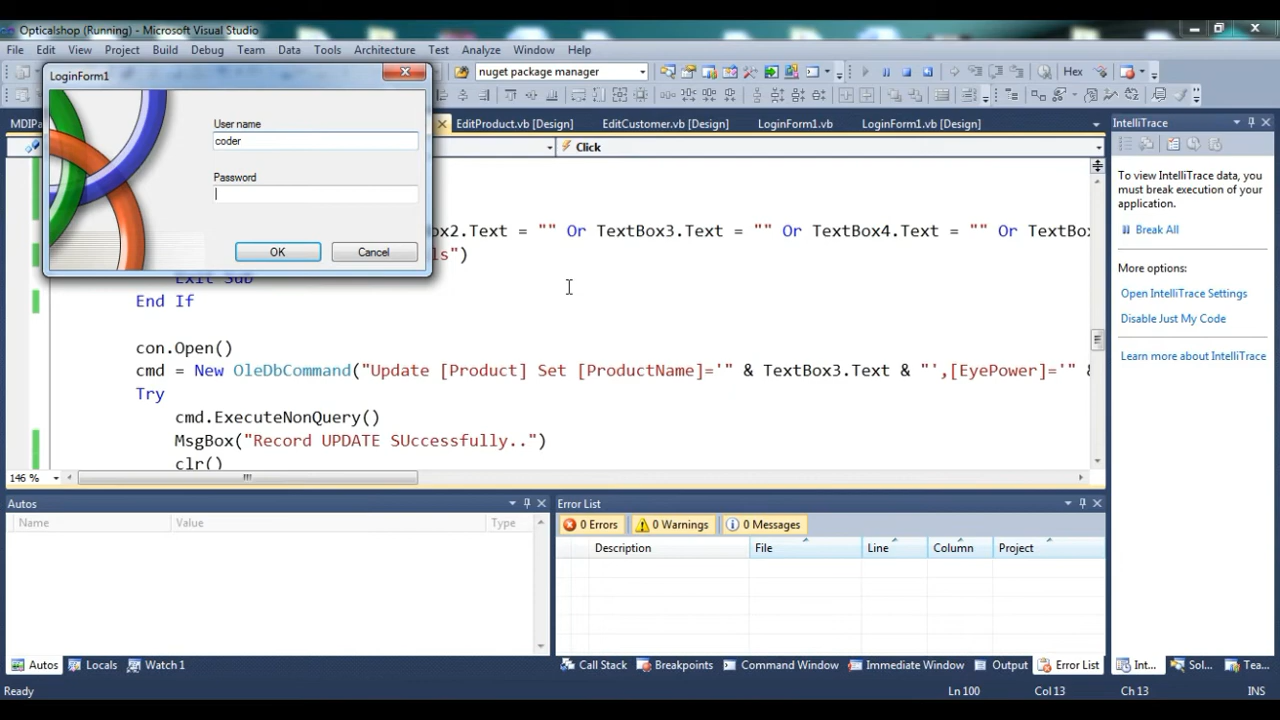 Opticalshop (Running) - Microsoft Visual Studio
File Edit View Project Build Debug Team Data Tools Architecture Test Analyze Window Help
nuget package manager
Hex
LoginForm1
User name
coder
Password
OK Cancel
MDIPa
EditProduct.vb [Design] EditCustomer.vb [Design] LoginForm1.vb LoginForm1.vb [Design]
Click
ox2.Text = "" Or TextBox3.Text = "" Or TextBox4.Text = "" Or TextBox
ls")
Exit Sub
End If
con.Open()
cmd = New OleDbCommand("Update [Product] Set [ProductName]='" & TextBox3.Text & "',[EyePower]='" &
Try
cmd.ExecuteNonQuery()
MsgBox("Record UPDATE SUccessfully..")
clr()
146 %
IntelliTrace
To view IntelliTrace data, you
must break execution of your
application.
Break All
More options:
Open IntelliTrace Settings
Disable Just My Code
Learn more about IntelliTrace
Autos
Name Value Type
Error List
0 Errors 0 Warnings 0 Messages
Description File Line Column Project
Autos Locals Watch 1
Call Stack Breakpoints Command Window Immediate Window Output Error List
Int... Sol... Tea...
Ready Ln 100 Col 13 Ch 13 INS